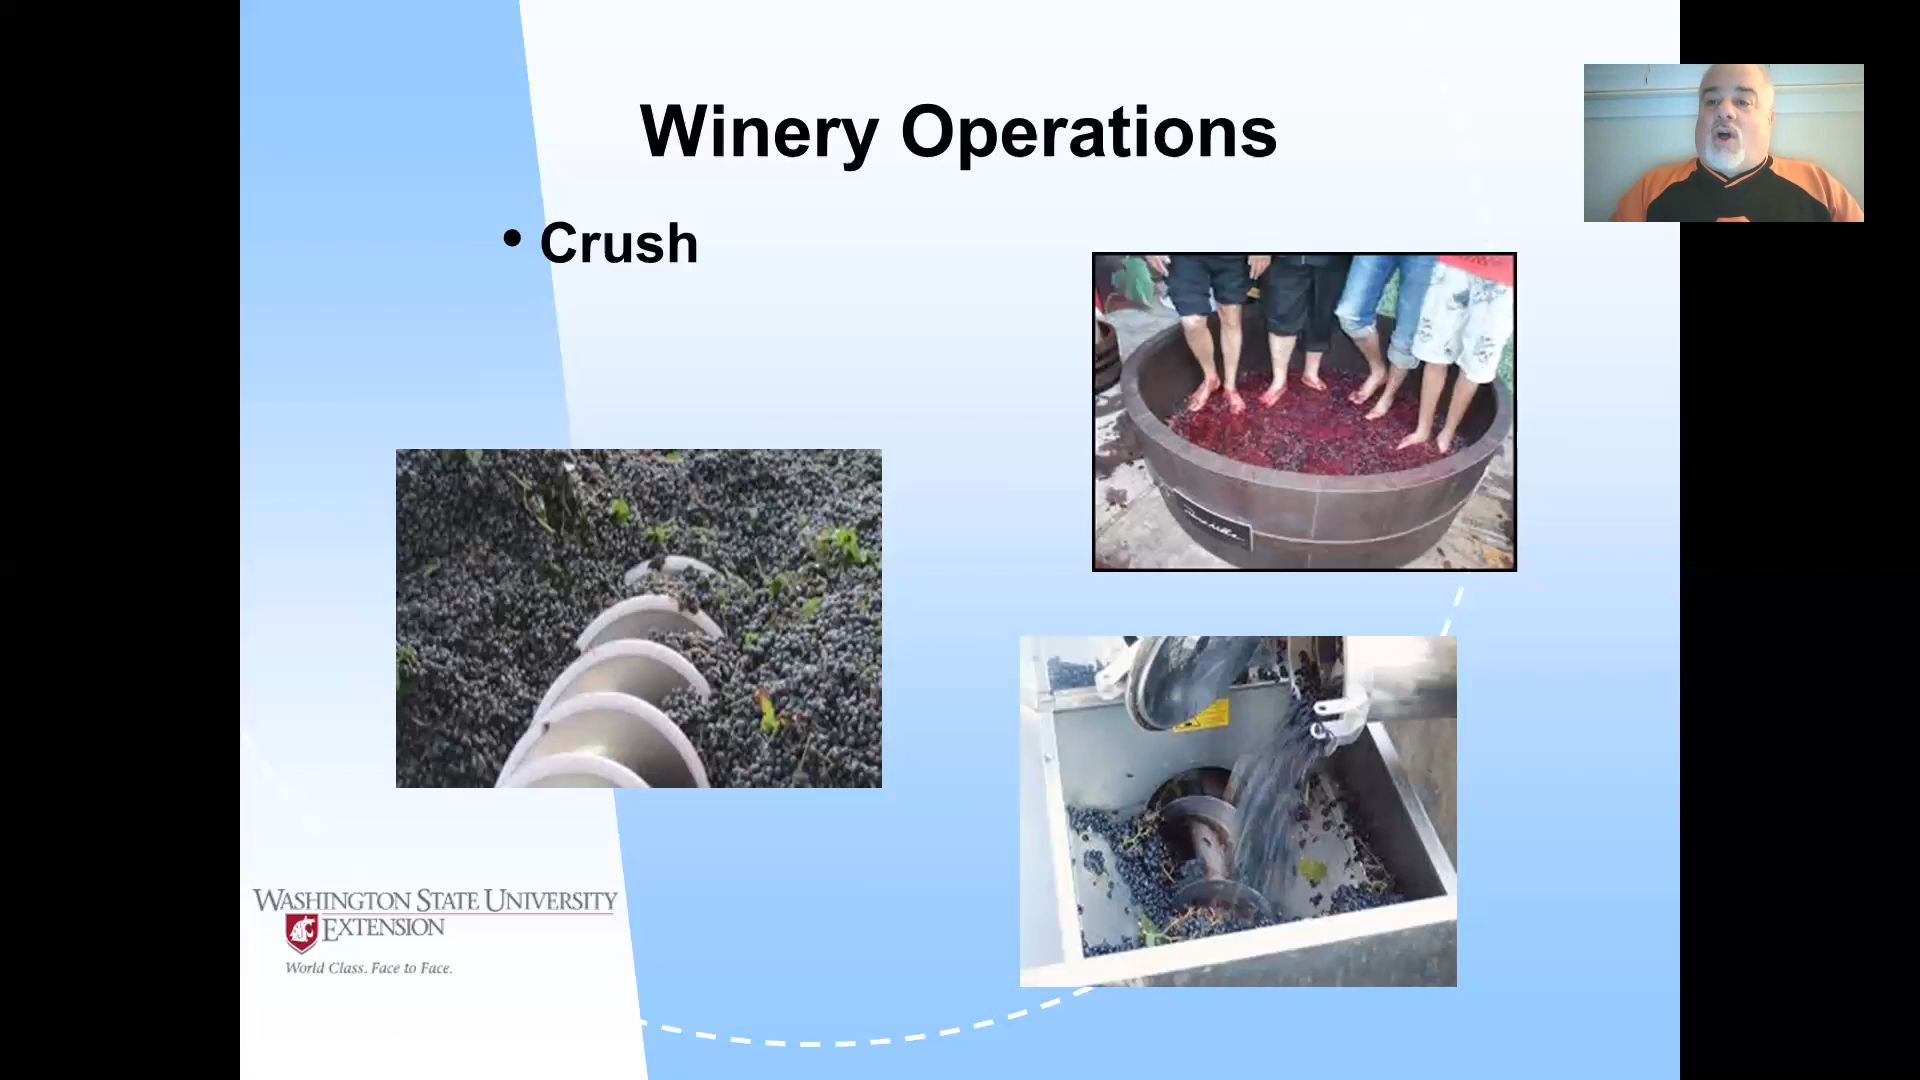 Winery Operations
• Crush
WASHINGTON STATE UNIVERSITY
EXTENSION
World Class. Face to Face.